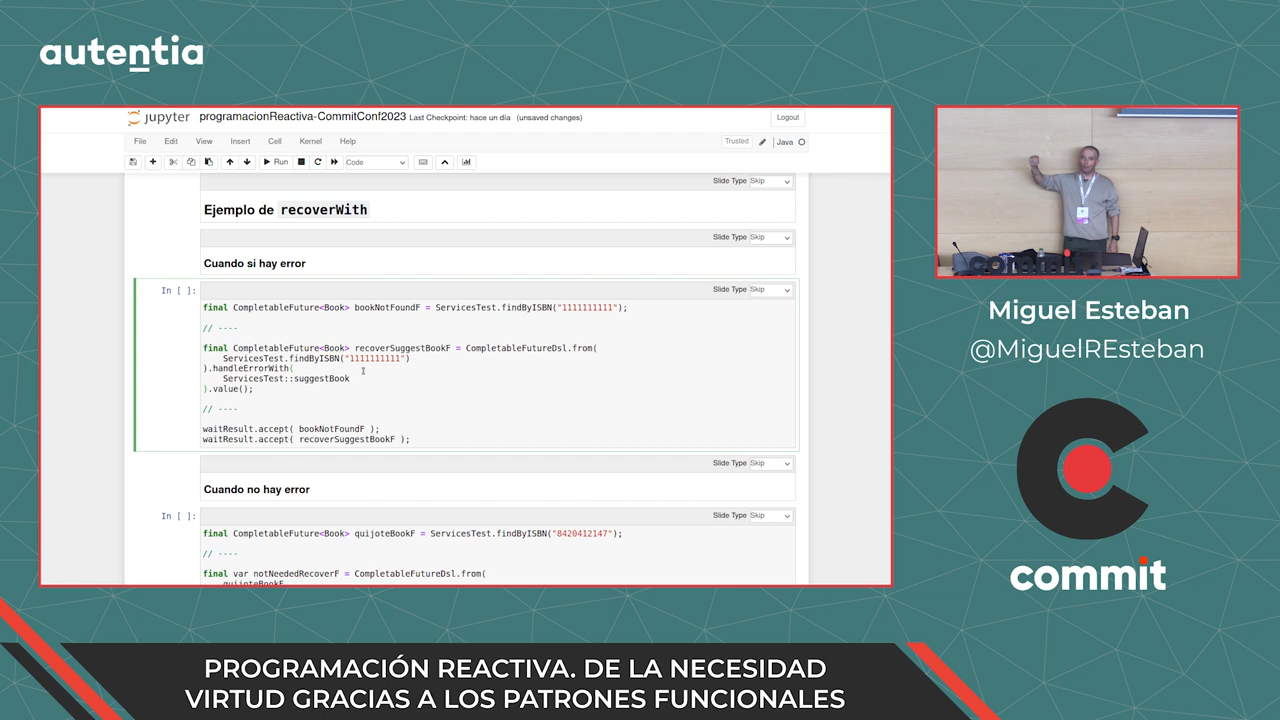 autentia
jupyter programacionReactiva-CommitConf2023 Last Checkpoint: hace un día (unsaved changes)
Logout
File Edit View Insert Cell Kernel Help
Trusted
Java
Run
Code
Slide Type Skip
Ejemplo de recoverWith
Slide Type Skip
Cuando si hay error
In [ ]:
Slide Type Skip
final CompletableFuture<Book> bookNotFoundF = ServicesTest.findByISBN("1111111111");
// ----
final CompletableFuture<Book> recoverSuggestBookF = CompletableFutureDsl.from(
ServicesTest.findByISBN("1111111111")
).handleErrorWith(
ServicesTest::suggestBook
).value();
// ----
waitResult.accept( bookNotFoundF );
waitResult.accept( recoverSuggestBookF );
Slide Type Skip
Cuando no hay error
In [ ]:
Slide Type Skip
final CompletableFuture<Book> quijoteBookF = ServicesTest.findByISBN("8420412147");
// ----
final var notNeededRecoverF = CompletableFutureDsl.from(
quijoteBookF
commit
Miguel Esteban
@MiguelREsteban
commit
PROGRAMACIÓN REACTIVA. DE LA NECESIDAD
VIRTUD GRACIAS A LOS PATRONES FUNCIONALES